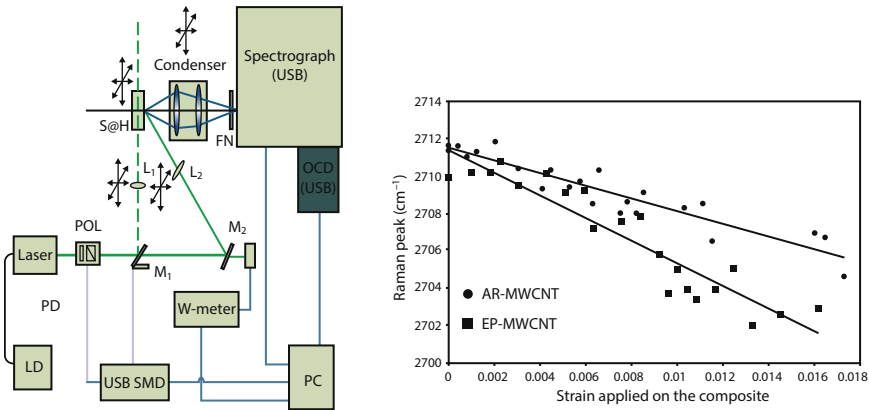 Spectrograph
(USB)
Condenser
S@H
FN
OCD
(USB)
L1
L2
POL
M2
Laser
M1
PD
W-meter
LD
USB SMD
PC
2714
2712
2710
2708
2706
2704
2702
2700
Raman peak (cm⁻¹)
AR-MWCNT
EP-MWCNT
0
0.002
0.004
0.006
0.008
0.010
0.012
0.014
0.016
0.018
Strain applied on the composite